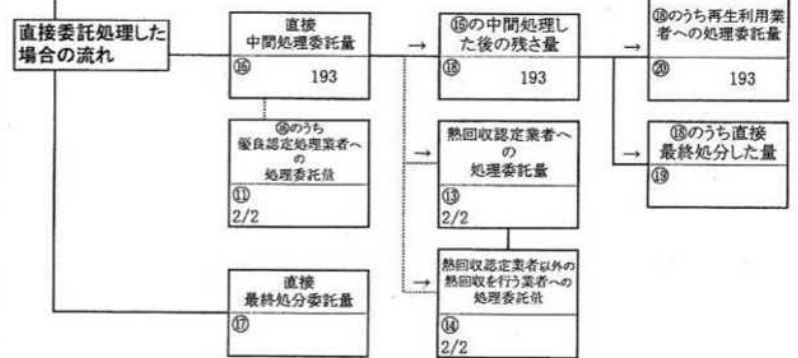 直接委託処理した
場合の流れ
直接
中間処理委託量
⑯
193
→
⑯の中間処理し
た後の残さ量
⑱
193
→
⑱のうち再生利用業
者への処理委託量
⑳
193
⑯のうち
優良認定処理業者へ
の
処理委託量
⑪
2/2
→
熱回収認定業者へ
の
処理委託量
⑬
2/2
→
⑱のうち直接
最終処分した量
⑲
直接
最終処分委託量
⑰
→
熱回収認定業者以外の
熱回収を行う業者への
処理委託量
⑭
2/2